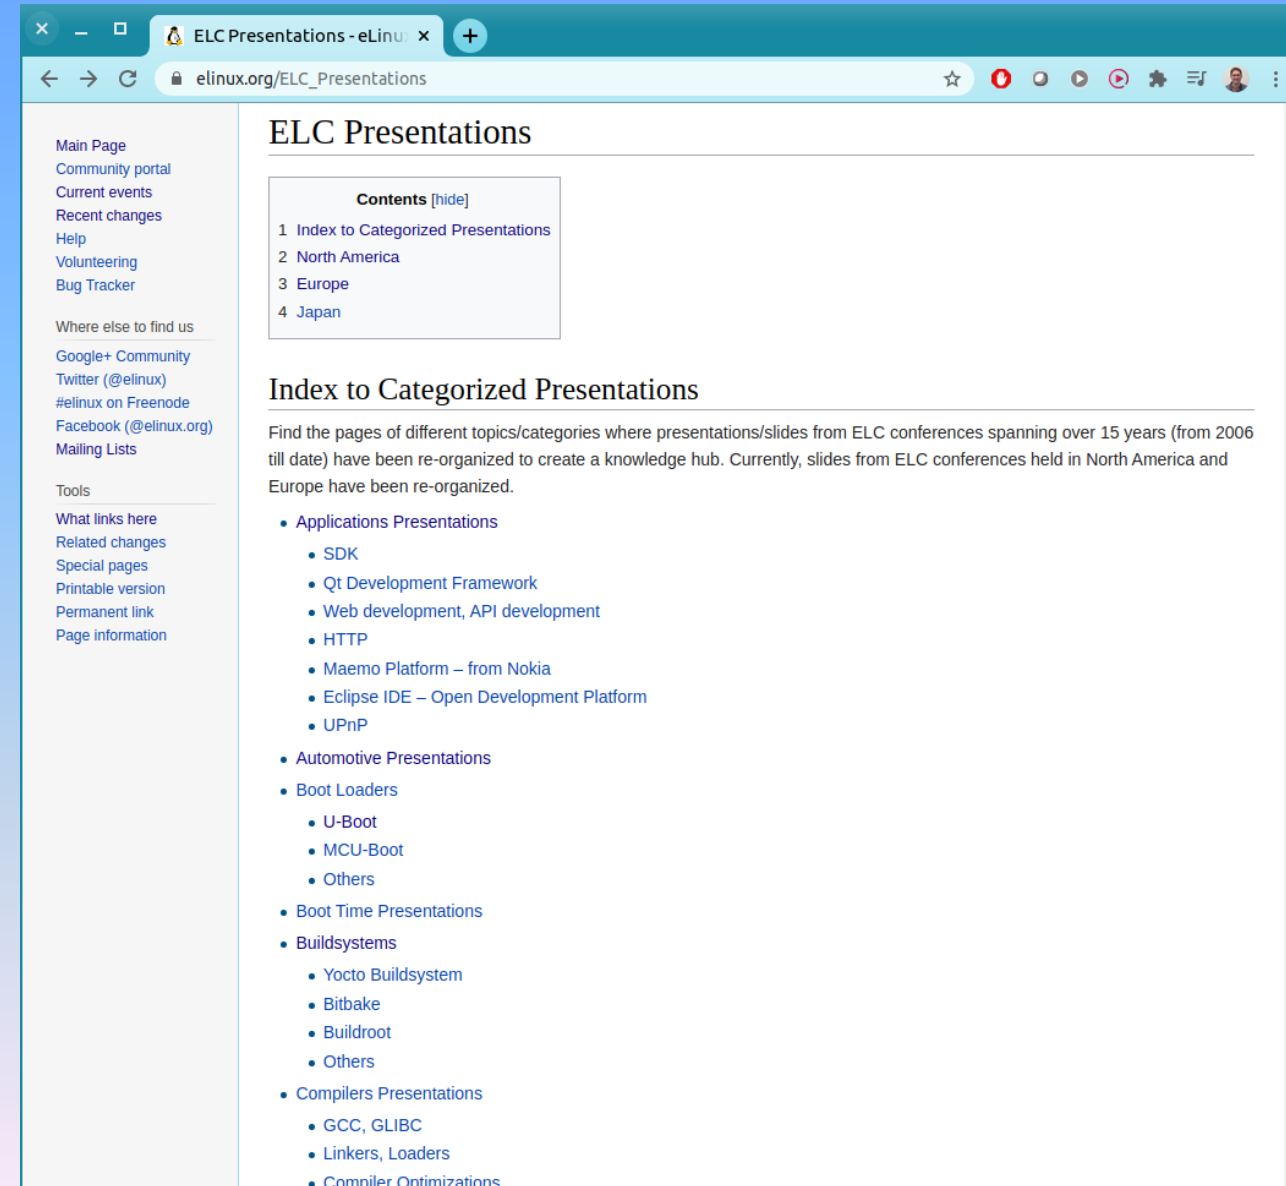 ELC Presentations - eLinu
elinux.org/ELC_Presentations
Main Page
Community portal
Current events
Recent changes
Help
Volunteering
Bug Tracker
Where else to find us
Google+ Community
Twitter (@elinux)
#elinux on Freenode
Facebook (@elinux.org)
Mailing Lists
Tools
What links here
Related changes
Special pages
Printable version
Permanent link
Page information
ELC Presentations
Contents [hide]
1 Index to Categorized Presentations
2 North America
3 Europe
4 Japan
Index to Categorized Presentations
Find the pages of different topics/categories where presentations/slides from ELC conferences spanning over 15 years (from 2006
till date) have been re-organized to create a knowledge hub. Currently, slides from ELC conferences held in North America and
Europe have been re-organized.
Applications Presentations
SDK
Qt Development Framework
Web development, API development
HTTP
Maemo Platform – from Nokia
Eclipse IDE – Open Development Platform
UPnP
Automotive Presentations
Boot Loaders
U-Boot
MCU-Boot
Others
Boot Time Presentations
Buildsystems
Yocto Buildsystem
Bitbake
Buildroot
Others
Compilers Presentations
GCC, GLIBC
Linkers, Loaders
Compiler Optimizations